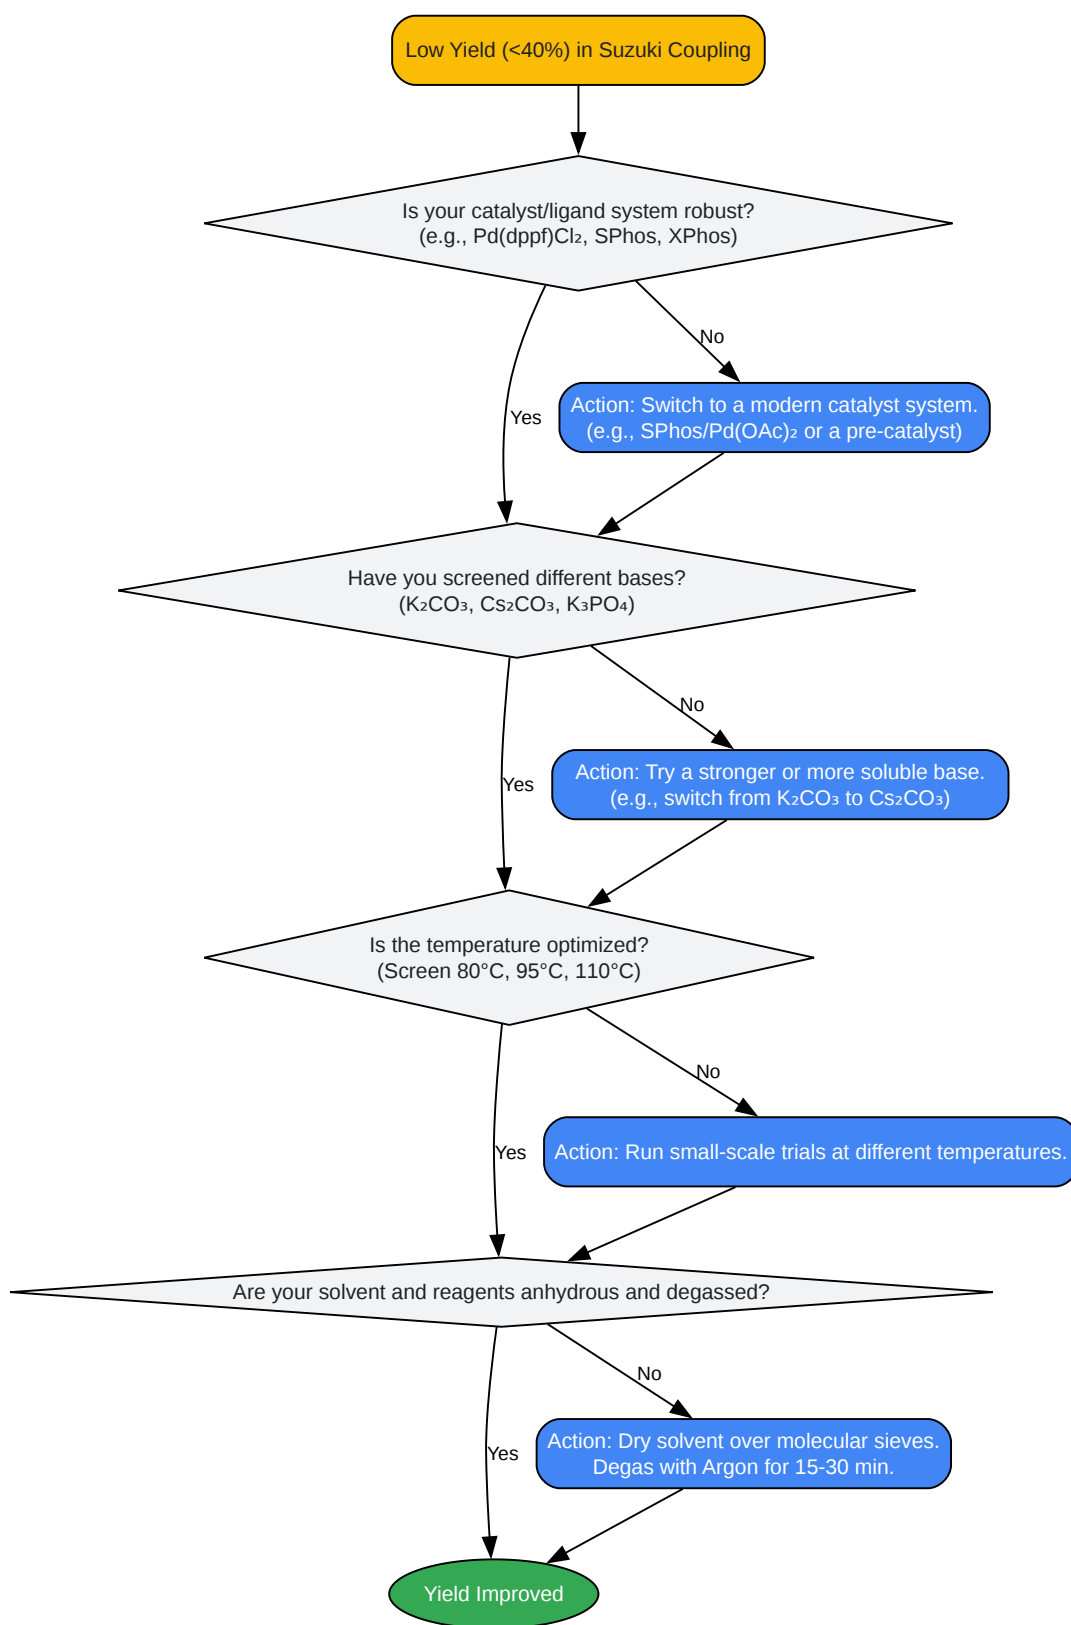 Low Yield (<40%) in Suzuki Coupling
Is your catalyst/ligand system robust?
(e.g., Pd(dppf)Cl₂, SPhos, XPhos)
No
Yes
Action: Switch to a modern catalyst system.
(e.g., SPhos/Pd(OAc)₂ or a pre-catalyst)
Have you screened different bases?
(K₂CO₃, Cs₂CO₃, K₃PO₄)
No
Yes
Action: Try a stronger or more soluble base.
(e.g., switch from K₂CO₃ to Cs₂CO₃)
Is the temperature optimized?
(Screen 80°C, 95°C, 110°C)
No
Yes
Action: Run small-scale trials at different temperatures.
Are your solvent and reagents anhydrous and degassed?
No
Yes
Action: Dry solvent over molecular sieves.
Degas with Argon for 15-30 min.
Yield Improved